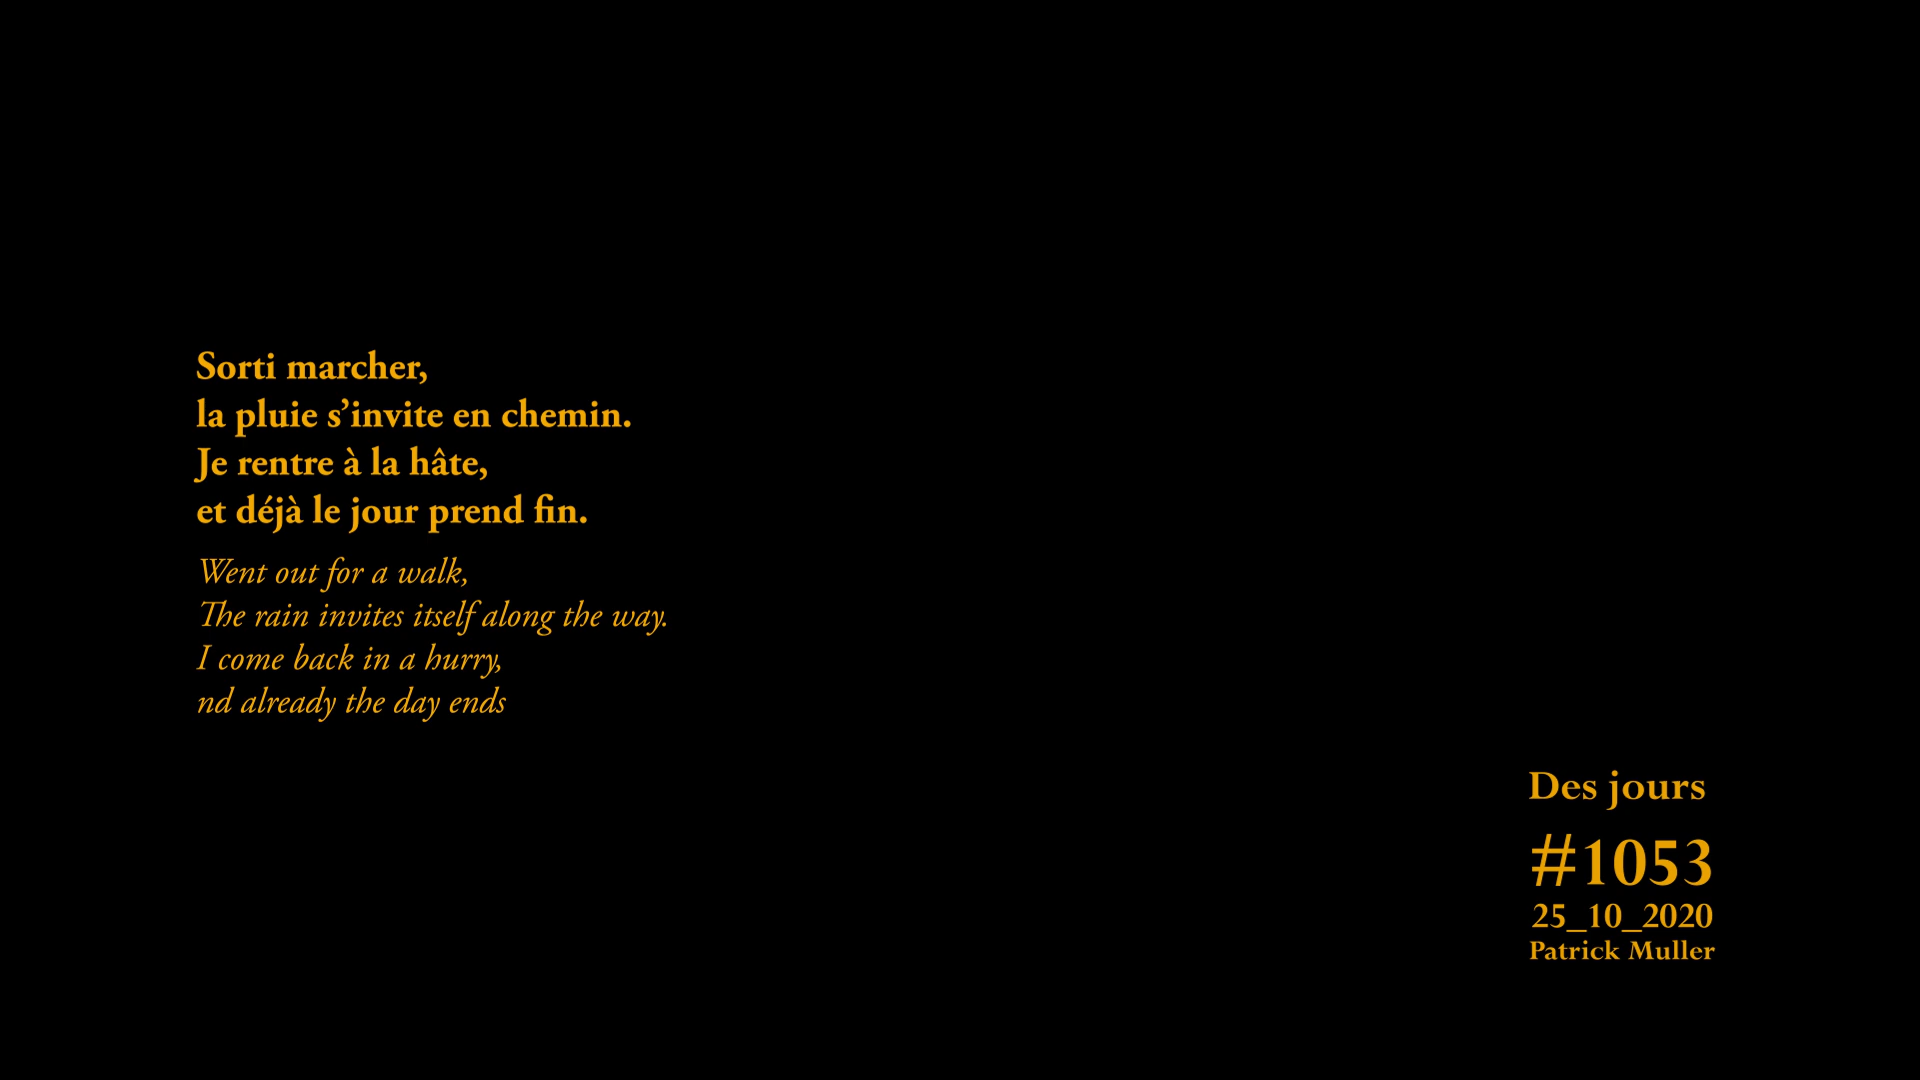 Sorti marcher,
la pluie s’invite en chemin.
Je rentre à la hâte,
et déjà le jour prend fin.
Went out for a walk,
The rain invites itself along the way.
I come back in a hurry,
nd already the day ends
Des jours
#1053
25_10_2020
Patrick Muller